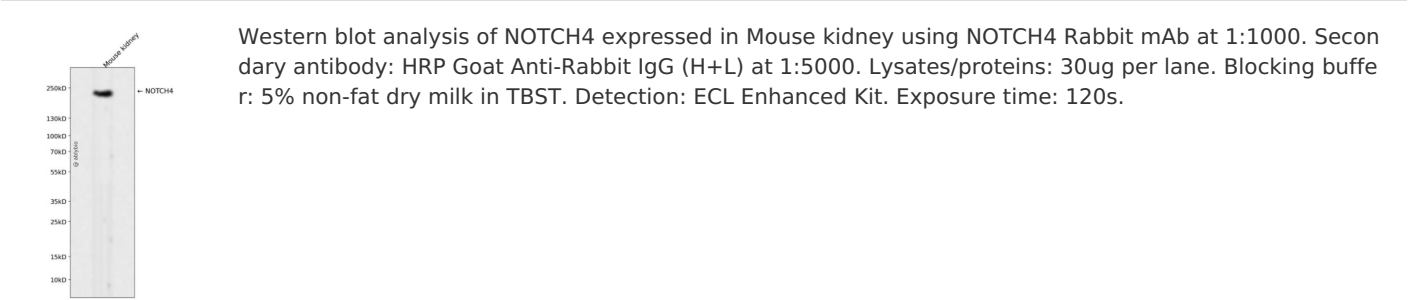 Mouse kidney
250kD
← NOTCH4
130kD
100kD
70kD
55kD
35kD
25kD
15kD
10kD
@ abbykxo
Western blot analysis of NOTCH4 expressed in Mouse kidney using NOTCH4 Rabbit mAb at 1:1000. Secon
dary antibody: HRP Goat Anti-Rabbit IgG (H+L) at 1:5000. Lysates/proteins: 30ug per lane. Blocking buffe
r: 5% non-fat dry milk in TBST. Detection: ECL Enhanced Kit. Exposure time: 120s.